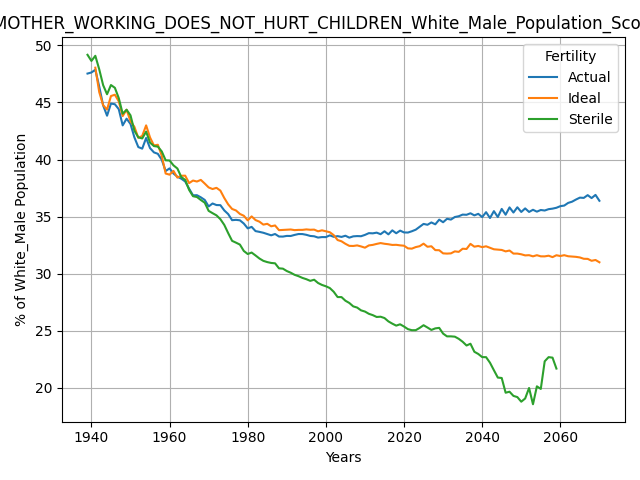 MOTHER_WORKING_DOES_NOT_HURT_CHILDREN_White_Male_Population_Sco
Fertility
Actual
Ideal
Sterile
% of White_Male Population
50
45
40
35
30
25
20
1940 1960 1980 2000 2020 2040 2060
Years